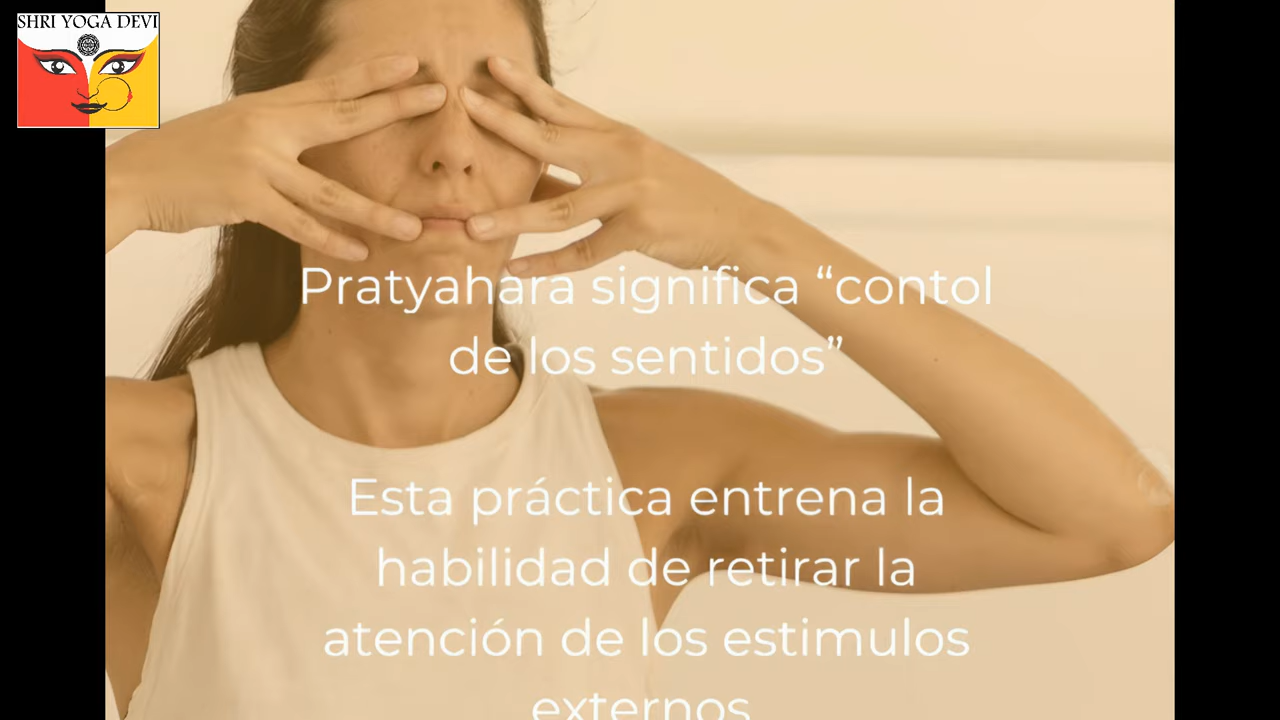 SHRI YOGA DEVI
Pratyahara significa “contol
de los sentidos”
Esta práctica entrena la
habilidad de retirar la
atención de los estimulos
externos